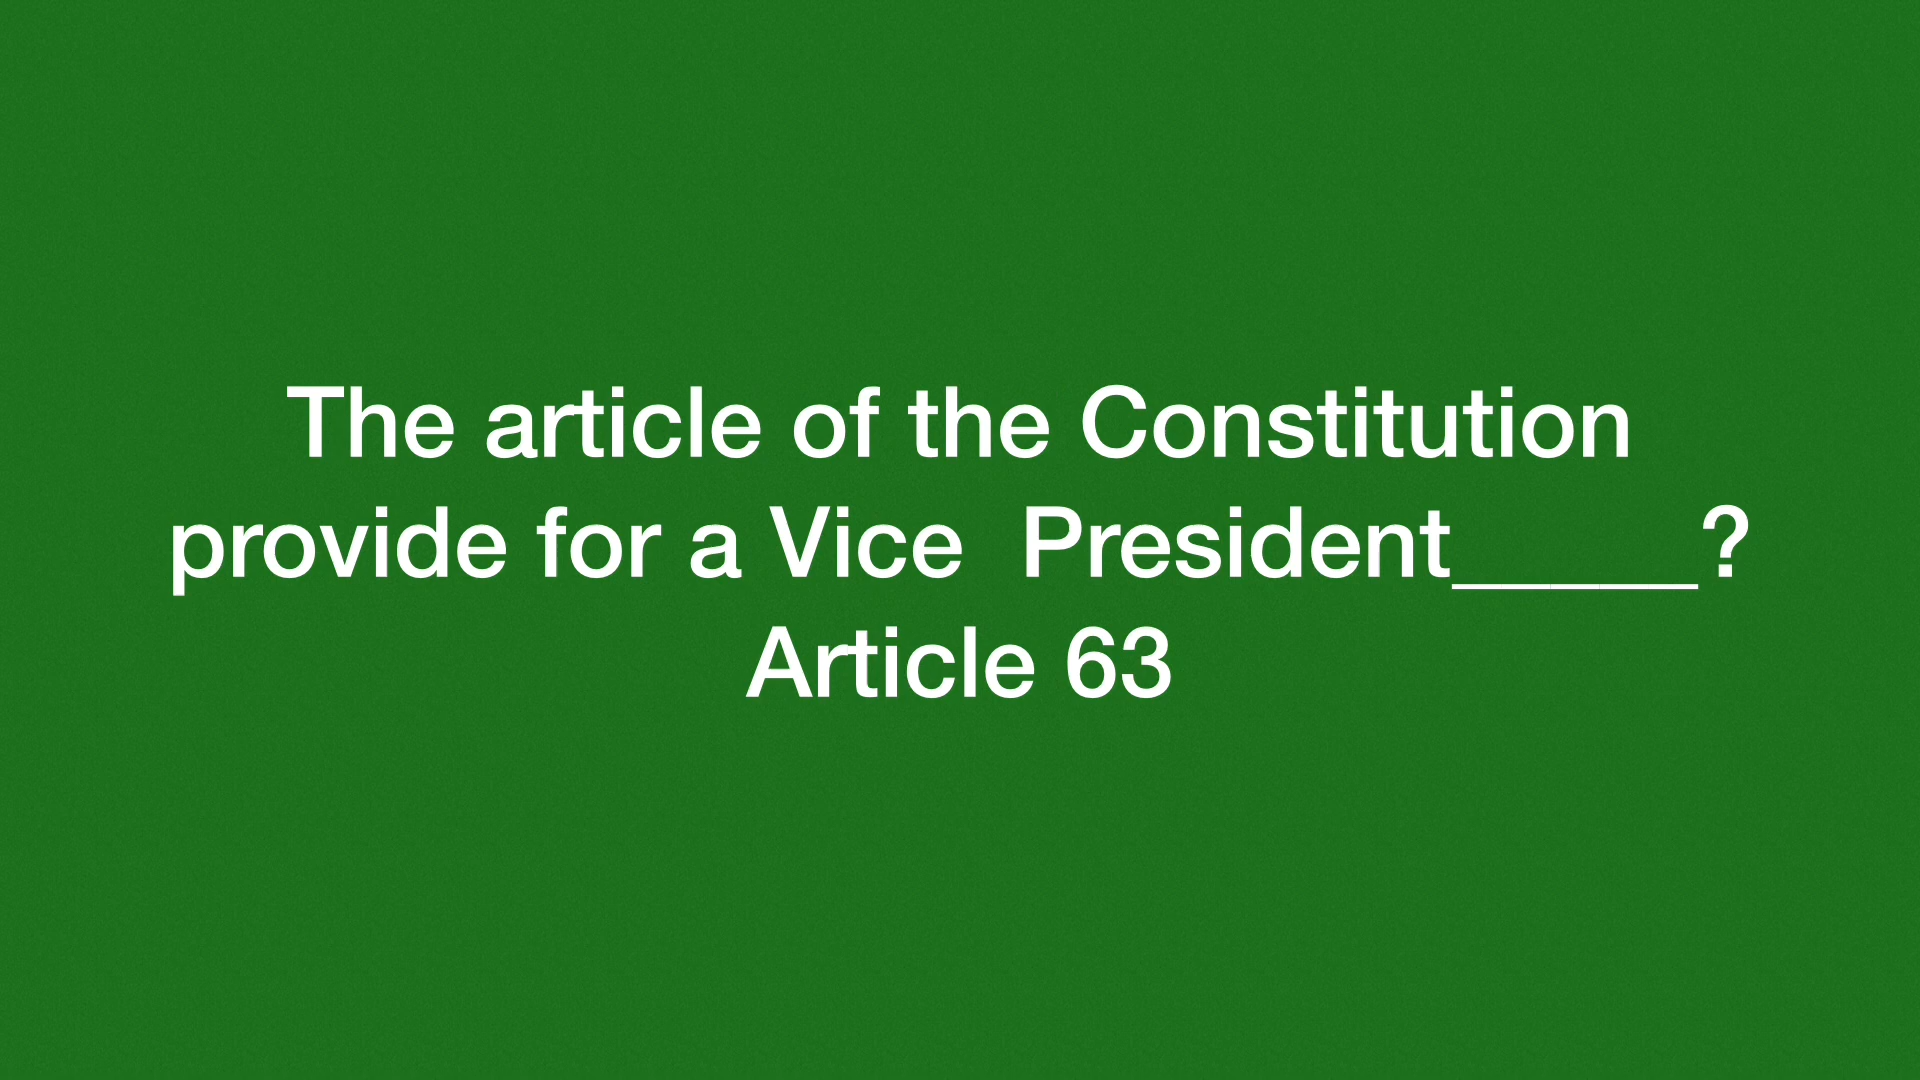 The article of the Constitution
provide for a Vice  President_____?
Article 63